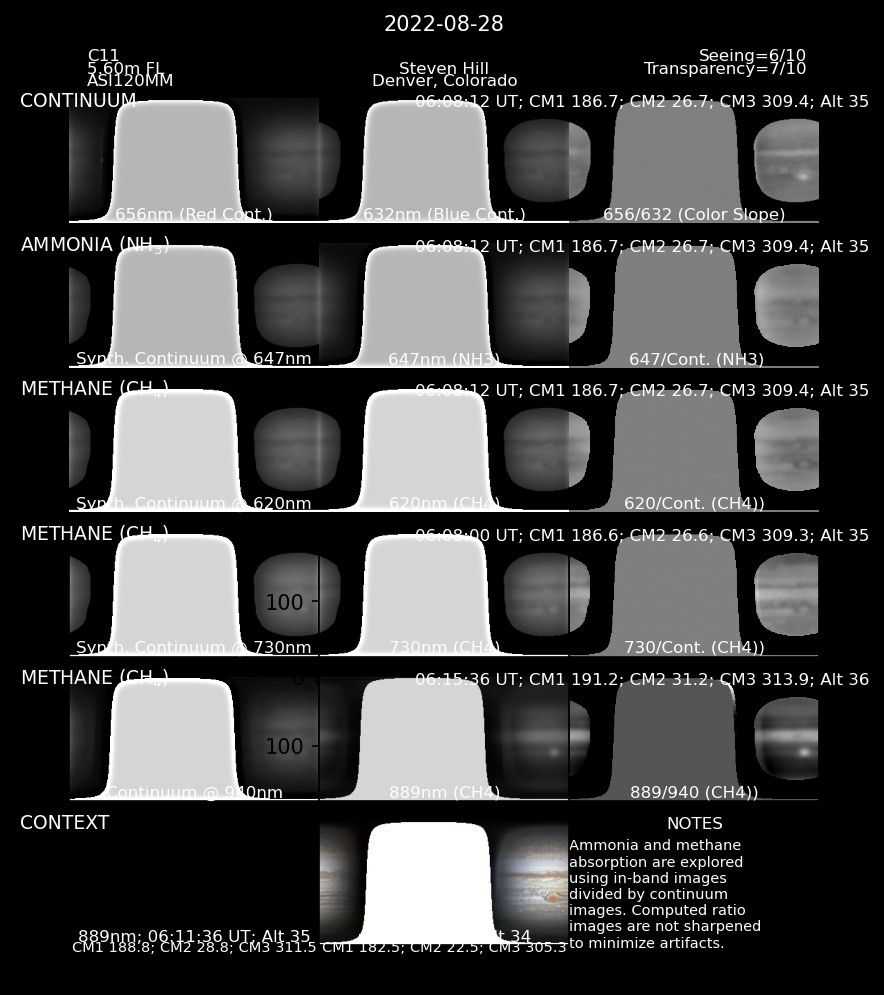 2022-08-28
C11
5.60m FL
ASI120MM
Steven Hill
Denver, Colorado
Seeing=6/10
Transparency=7/10
CONTINUUM
06:08:12 UT; CM1 186.7; CM2 26.7; CM3 309.4; Alt 35
656nm (Red Cont.)
632nm (Blue Cont.)
656/632 (Color Slope)
AMMONIA (NH3)
06:08:12 UT; CM1 186.7; CM2 26.7; CM3 309.4; Alt 35
Synth. Continuum @ 647nm
647nm (NH3)
647/Cont. (NH3)
METHANE (CH4)
06:08:12 UT; CM1 186.7; CM2 26.7; CM3 309.4; Alt 35
Synth. Continuum @ 620nm
620nm (CH4)
620/Cont. (CH4))
METHANE (CH4)
06:08:00 UT; CM1 186.6; CM2 26.6; CM3 309.3; Alt 35
100
Synth. Continuum @ 730nm
730nm (CH4)
730/Cont. (CH4))
METHANE (CH4)
0
06:15:36 UT; CM1 191.2; CM2 31.2; CM3 313.9; Alt 36
100
Continuum @ 940nm
889nm (CH4)
889/940 (CH4))
CONTEXT
NOTES
Ammonia and methane
absorption are explored
using in-band images
divided by continuum
images. Computed ratio
images are not sharpened
to minimize artifacts.
889nm; 06:11:36 UT; Alt 35
CM1 188.8; CM2 28.8; CM3 311.5
34
CM1 182.5; CM2 22.5; CM3 305.3